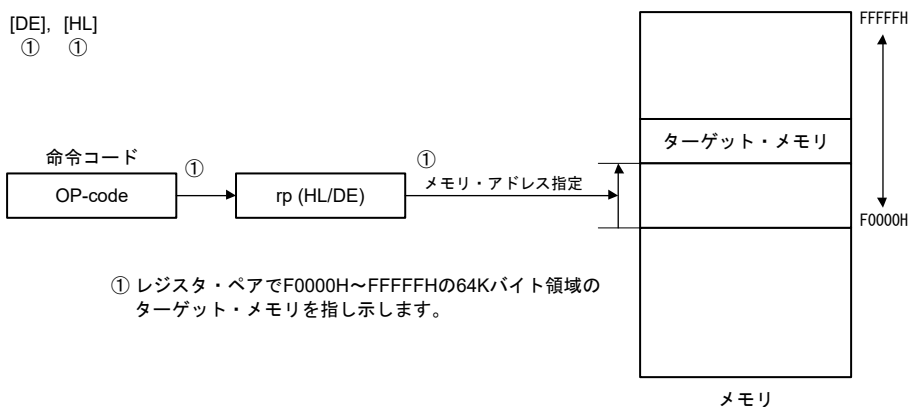 [DE], [HL]
① ①
FFFFFH
ターゲット・メモリ
命令コード
①
①
OP-code
rp (HL/DE)
メモリ・アドレス指定
F0000H
① レジスタ・ペアでF0000H～FFFFFHの64Kバイト領域の
ターゲット・メモリを指し示します。
メモリ